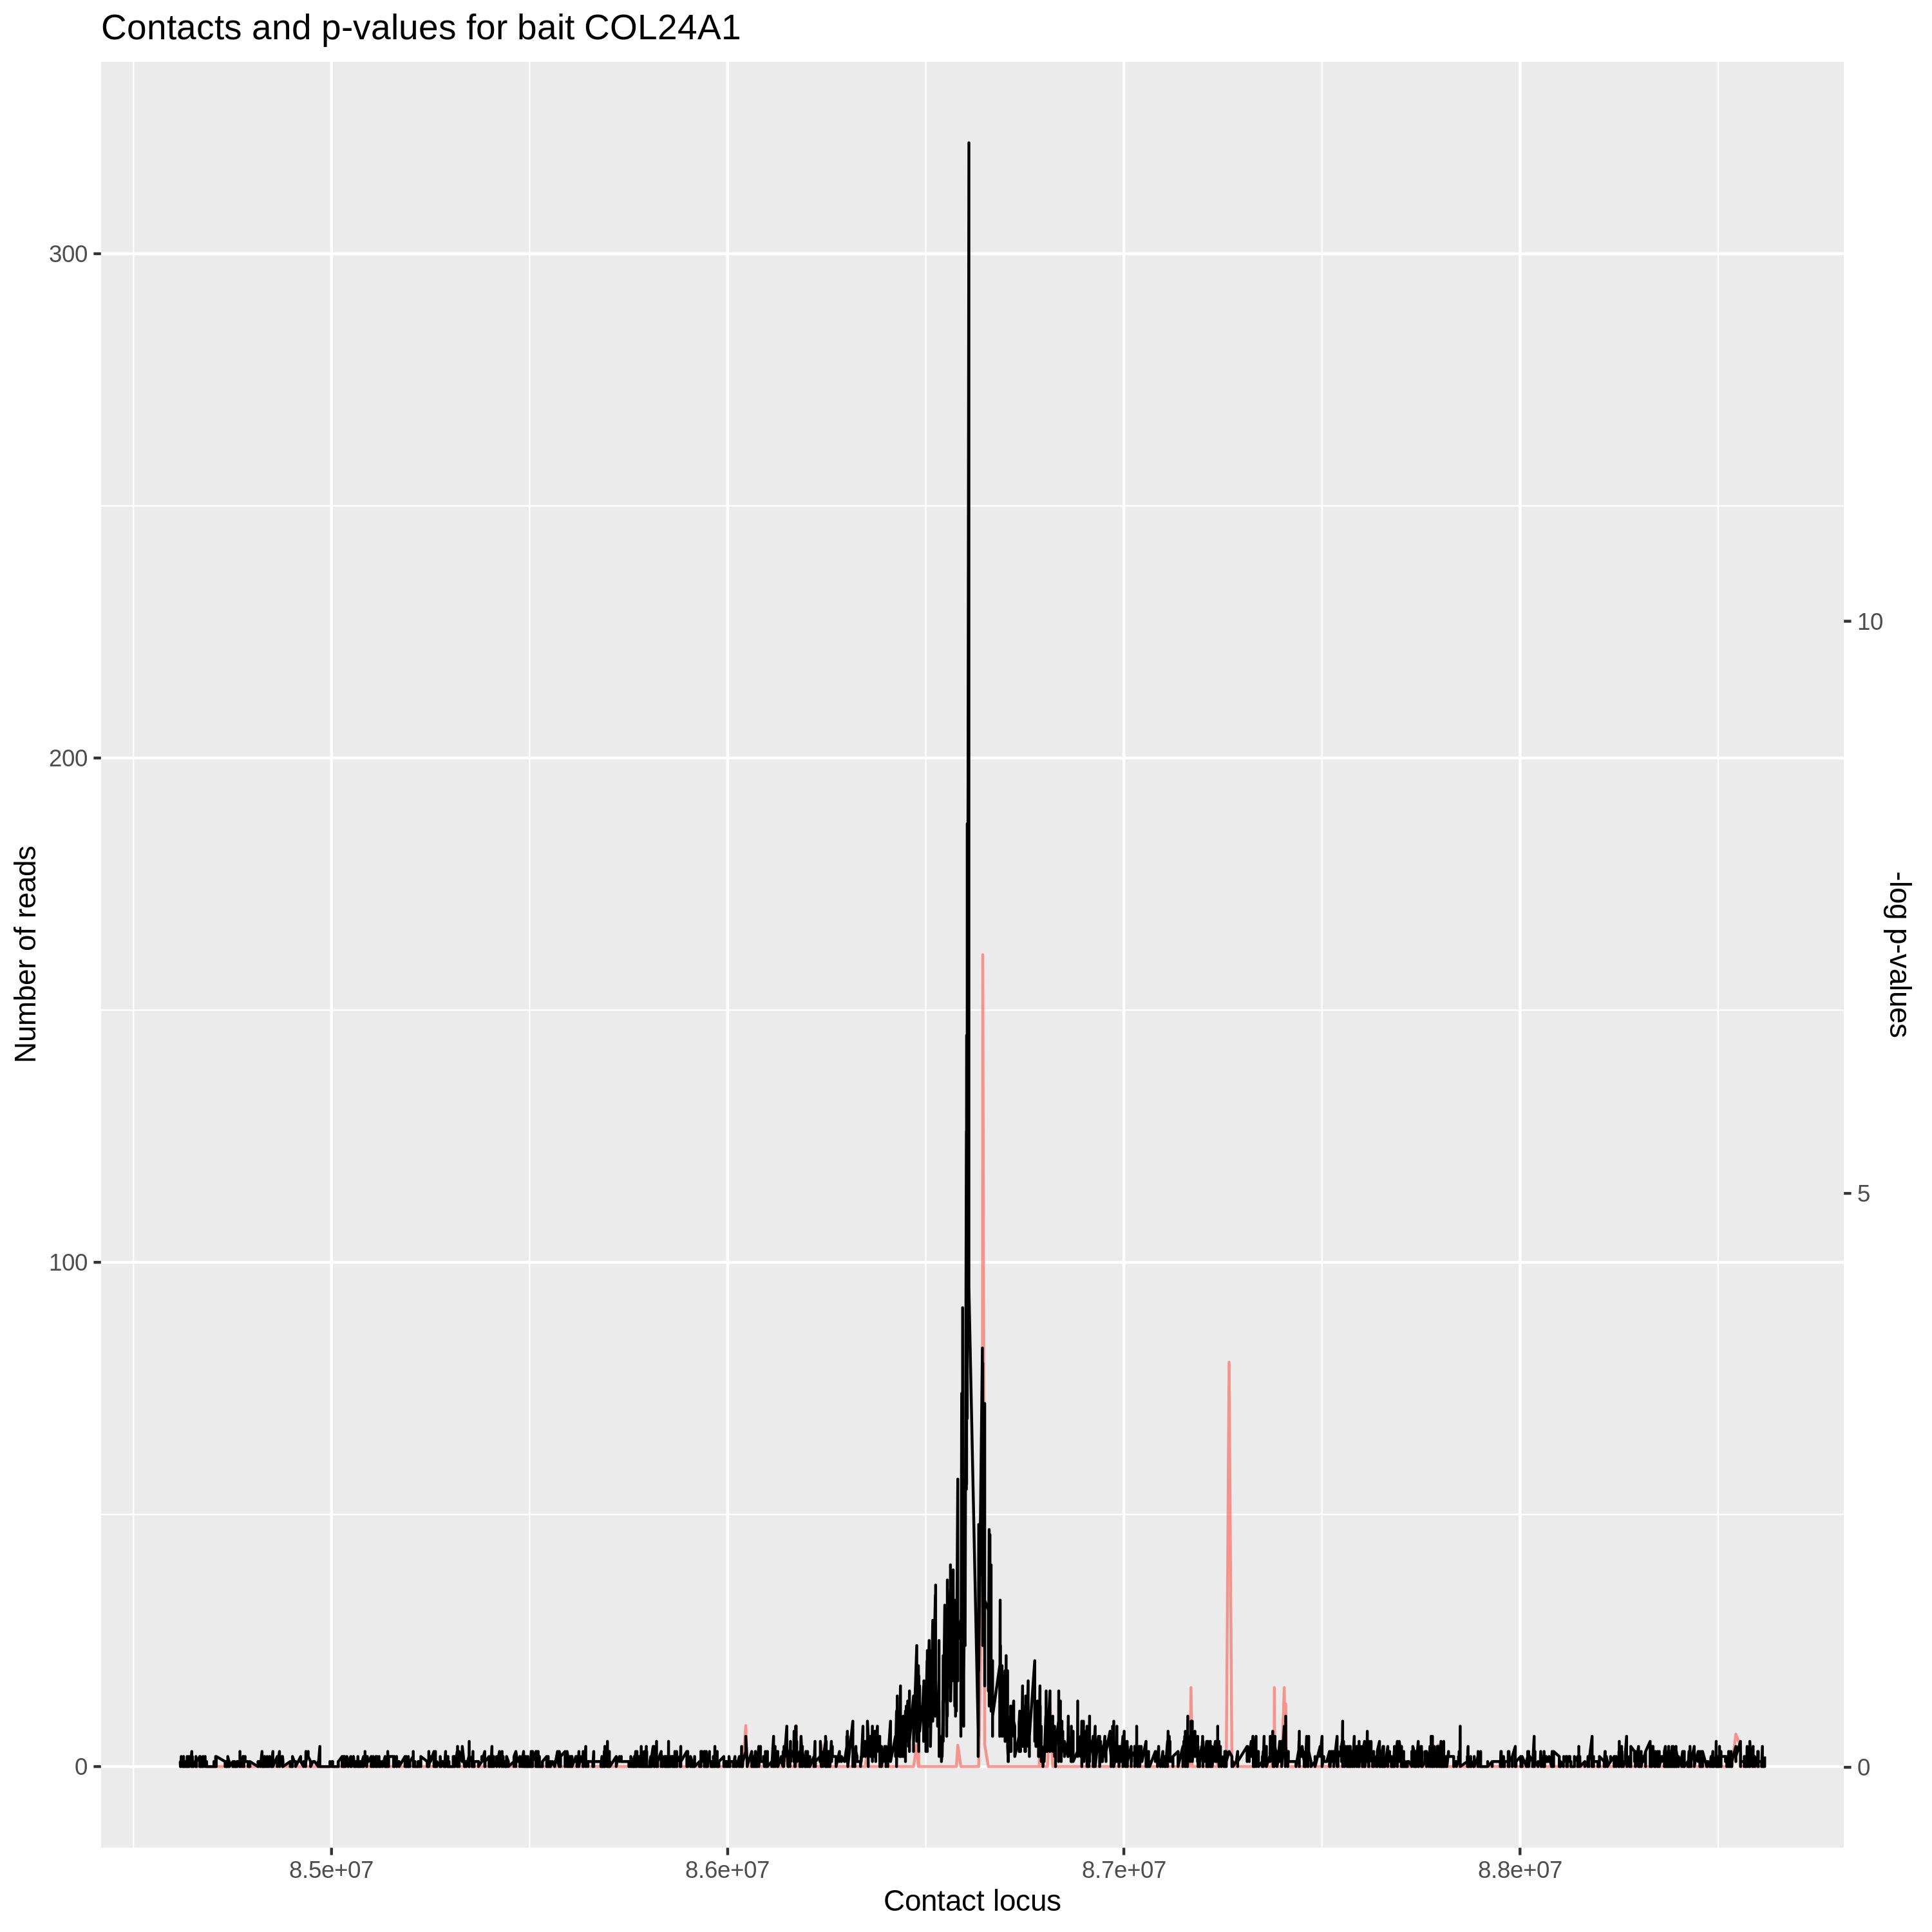 Contacts and p-values for bait COL24A1
300
200
100
0
Number of reads
10
5
0
-log p-values
8.5e+07
8.6e+07
8.7e+07
8.8e+07
Contact locus